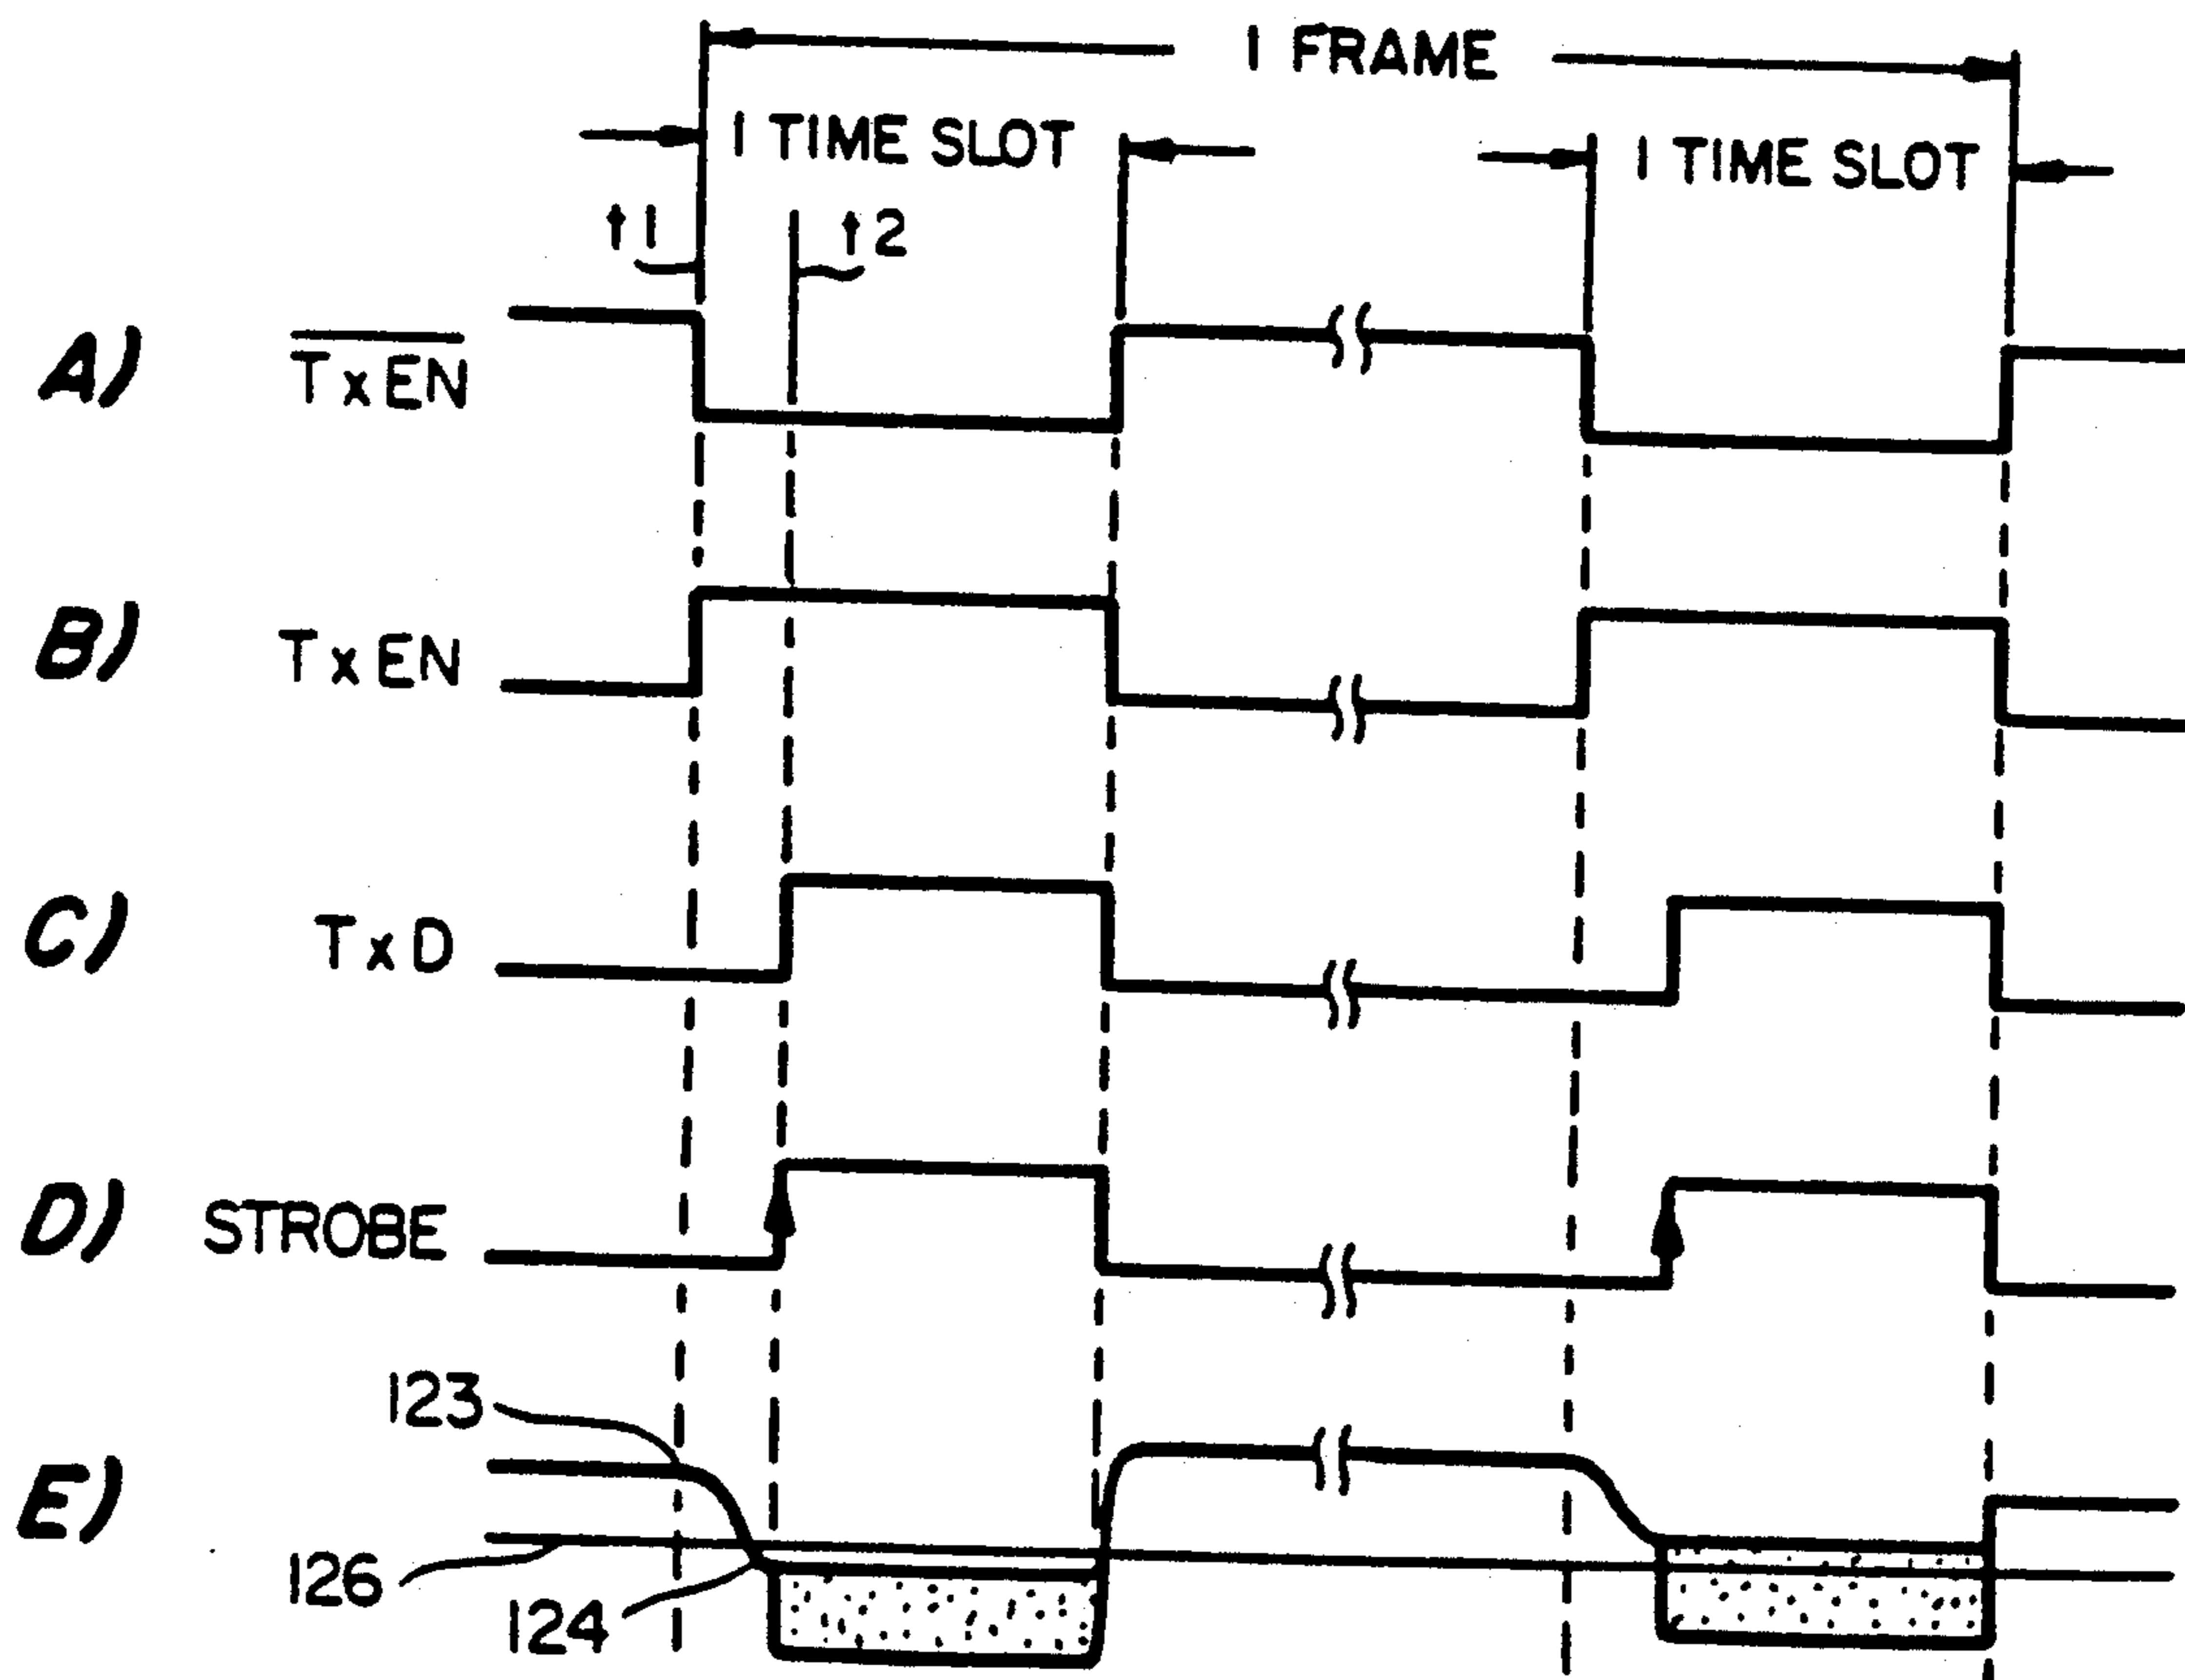 1 FRAME
1 TIME SLOT
1 TIME SLOT
t1
t2
A) TxEN
B) TxEN
C) TxD
D) STROBE
123
E)
126
124